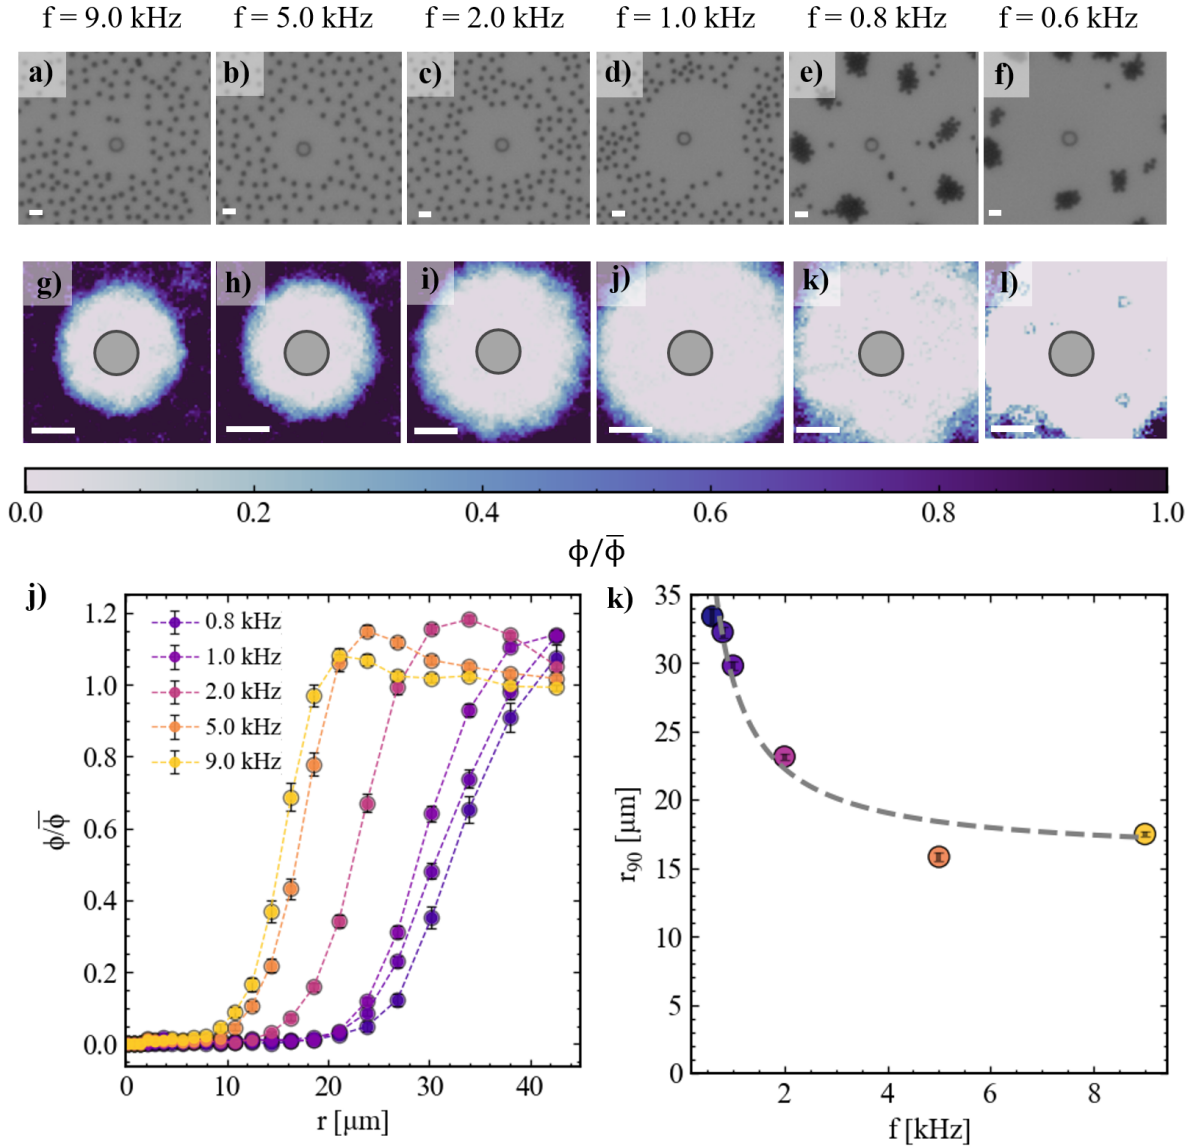 f = 9.0 kHz f = 5.0 kHz f = 2.0 kHz f = 1.0 kHz f = 0.8 kHz f = 0.6 kHz
a) b) c) d) e) f)
g) h) i) j) k) l)
0.0 0.2 0.4 0.6 0.8 1.0
ϕ/ϕ̅
j)
1.2
1.0
0.8
0.6
0.4
0.2
0.0
ϕ/ϕ̅
0.8 kHz
1.0 kHz
2.0 kHz
5.0 kHz
9.0 kHz
0 10 20 30 40
r [μm]
k)
35
30
25
20
15
10
5
0
r₉₀ [μm]
2 4 6 8
f [kHz]